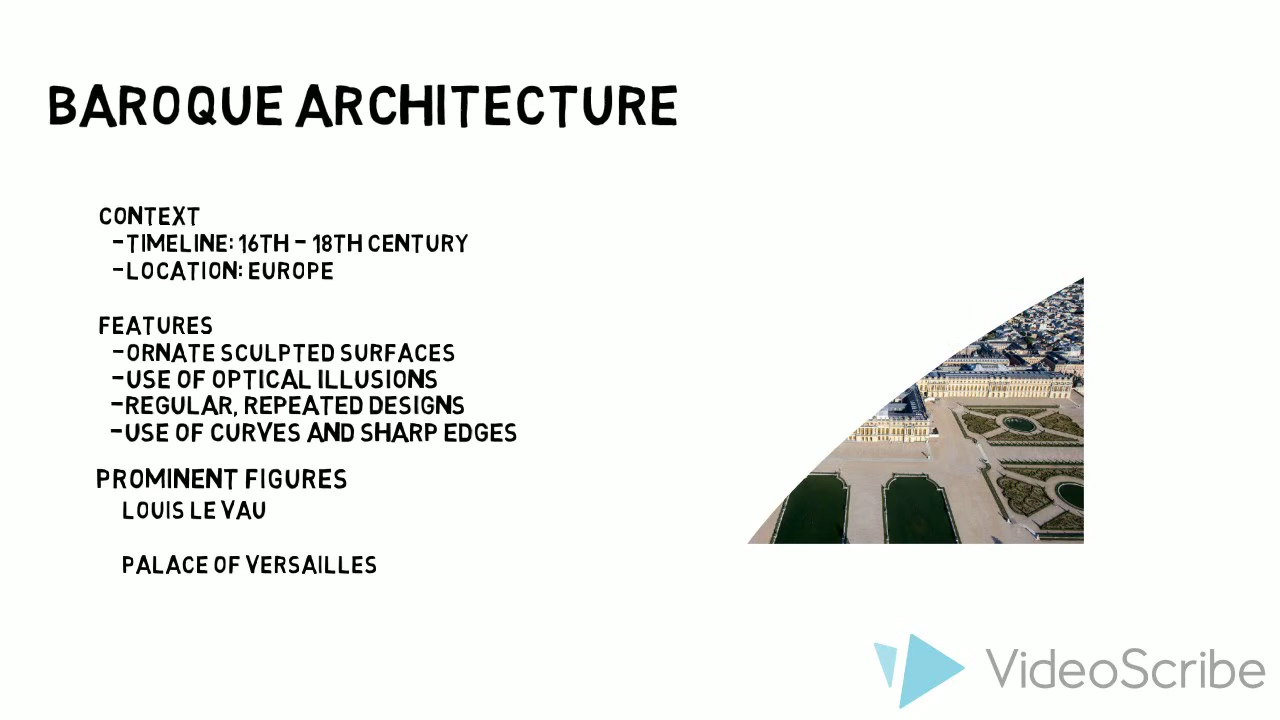 BAROQUE ARCHITECTURE
CONTEXT
-TIMELINE: 16TH - 18TH CENTURY
-LOCATION: EUROPE
FEATURES
-ORNATE SCULPTED SURFACES
-USE OF OPTICAL ILLUSIONS
-REGULAR, REPEATED DESIGNS
-USE OF CURVES AND SHARP EDGES
PROMINENT FIGURES
LOUIS LE VAU
PALACE OF VERSAILLES
VideoScribe